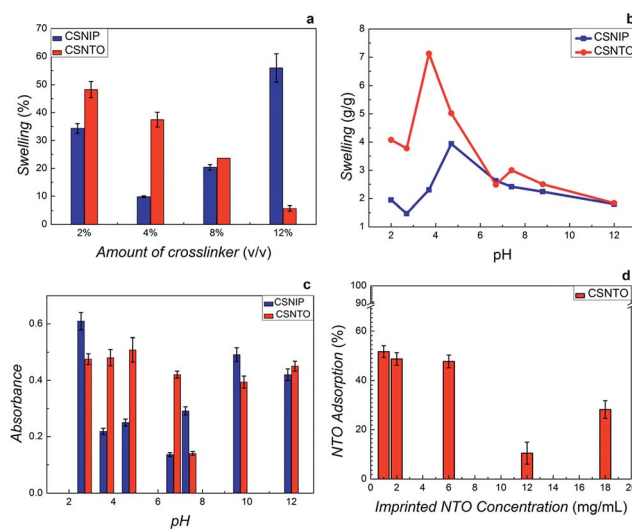 a
CSNIP
CSNTO
Swelling (%)
60
50
40
30
20
10
0
2% 4% 8% 12%
Amount of crosslinker (v/v)
b
CSNIP
CSNTO
Swelling (g/g)
8
7
6
5
4
3
2
1
2 4 6 8 10 12
pH
c
CSNIP
CSNTO
Absorbance
0.6
0.4
0.2
0.0
2 4 6 8 10 12
pH
d
CSNTO
NTO Adsorption (%)
100
90
60
40
20
0
0 2 4 6 8 10 12 14 16 18 20
Imprinted NTO Concentration (mg/mL)